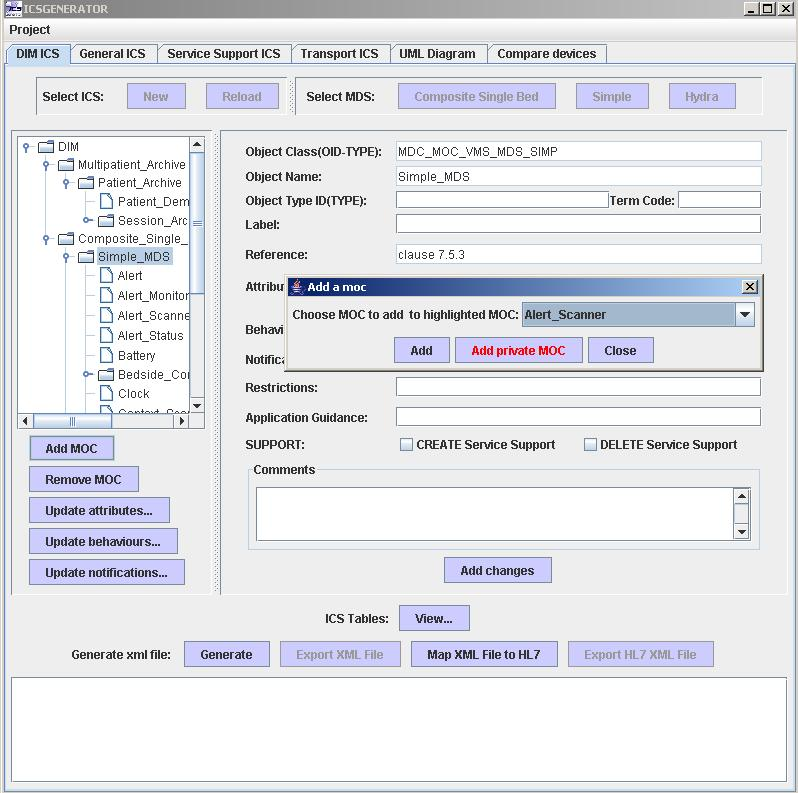 ICSGENERATOR
Project
DIM ICS General ICS Service Support ICS Transport ICS UML Diagram Compare devices
Select ICS: New Reload Select MDS: Composite Single Bed Simple Hydra
DIM
Multipatient_Archive
Patient_Archive
Patient_Dem
Session_Arc
Composite_Single_
Simple_MDS
Alert
Alert_Monitor
Alert_Scanne
Alert_Status
Battery
Bedside_Co
Clock
Object Class(OID-TYPE): MDC_MOC_VMS_MDS_SIMP
Object Name: Simple_MDS
Object Type ID(TYPE): Term Code:
Label:
Reference: clause 7.5.3
Attribu
Add a moc
Choose MOC to add to highlighted MOC: Alert_Scanner
Behavi
Add Add private MOC Close
Notifica
Restrictions:
Application Guidance:
SUPPORT: CREATE Service Support DELETE Service Support
Comments
Add changes
Add MOC
Remove MOC
Update attributes...
Update behaviours...
Update notifications...
ICS Tables: View...
Generate xml file: Generate Export XML File Map XML File to HL7 Export HL7 XML File